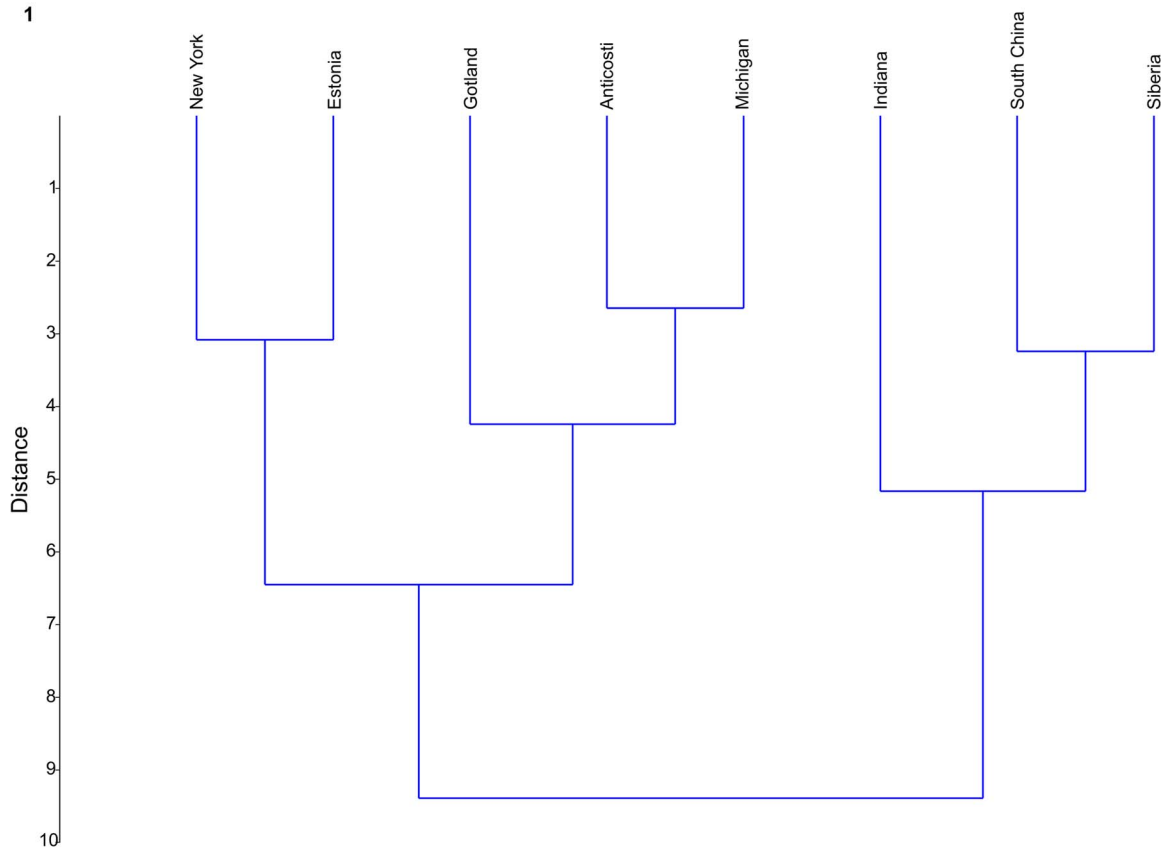 1
New York
Estonia
Gotland
Anticosti
Michigan
Indiana
South China
Siberia
Distance
1
2
3
4
5
6
7
8
9
10